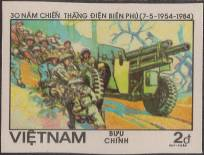 30 NĂM CHIẾN THẮNG ĐIỆN BIÊN PHỦ (7-5-1954-1984)
VIỆTNAM
BƯU
CHÍNH
2đ